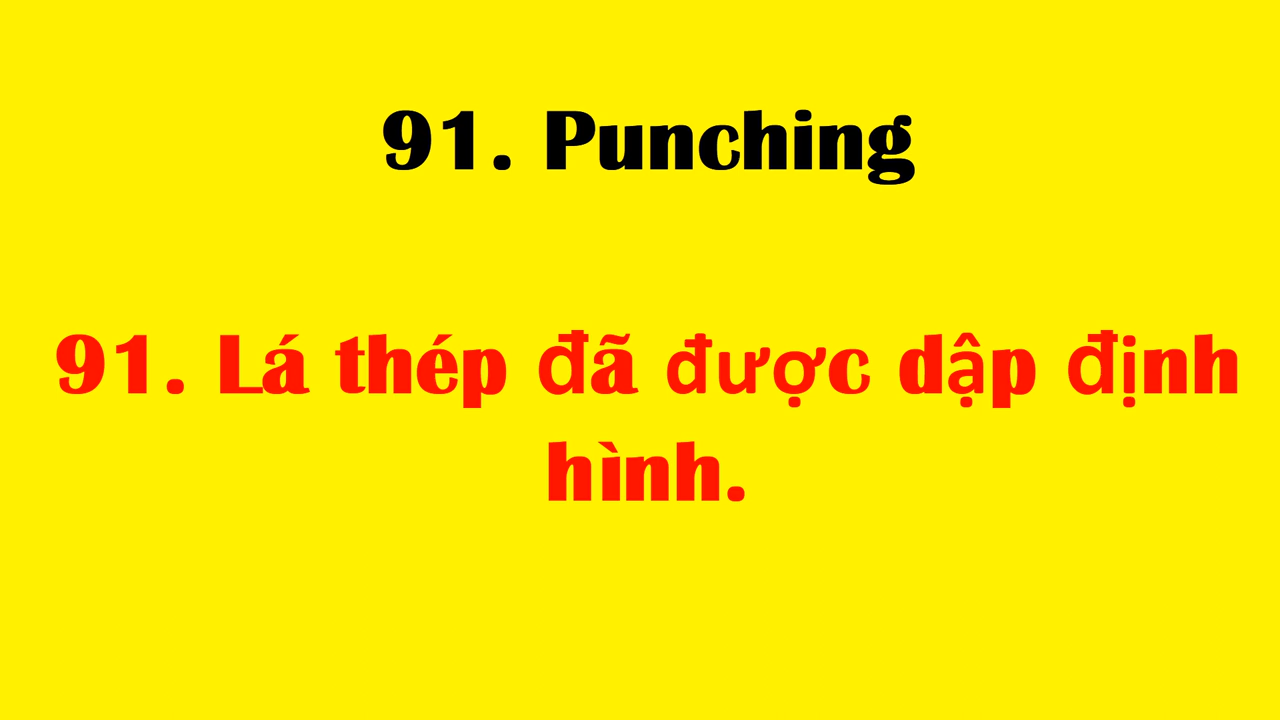 91. Punching
91. Lá thép đã được dập định
hình.